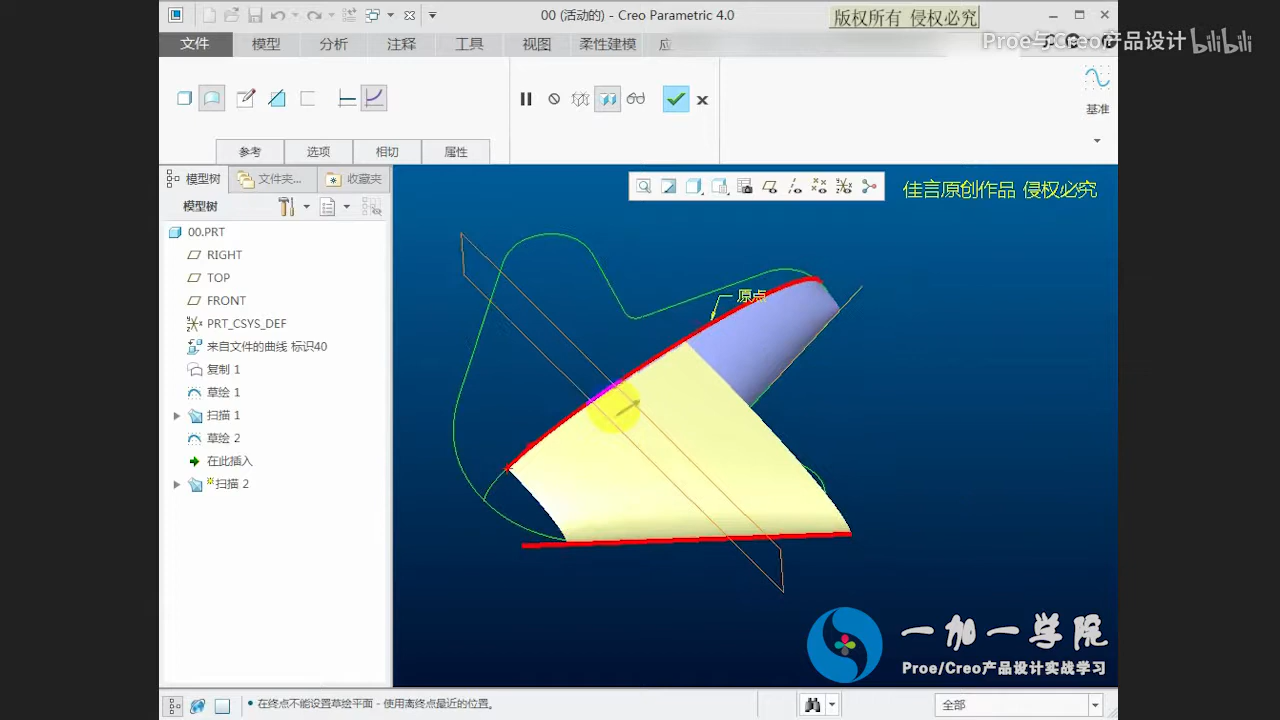 00 (活动的) - Creo Parametric 4.0
版权所有 侵权必究
Proe与Creo产品设计 bilibili
文件 模型 分析 注释 工具 视图 柔性建模 应
基准
参考 选项 相切 属性
模型树 文件夹... 收藏夹
佳言原创作品 侵权必究
模型树
00.PRT
RIGHT
TOP
FRONT
PRT_CSYS_DEF
来自文件的曲线 标识40
复制 1
草绘 1
扫描 1
草绘 2
在此插入
扫描 2
原点
一加一学院
Proe/Creo产品设计实战学习
在终点不能设置草绘平面 - 使用离终点最近的位置。
全部